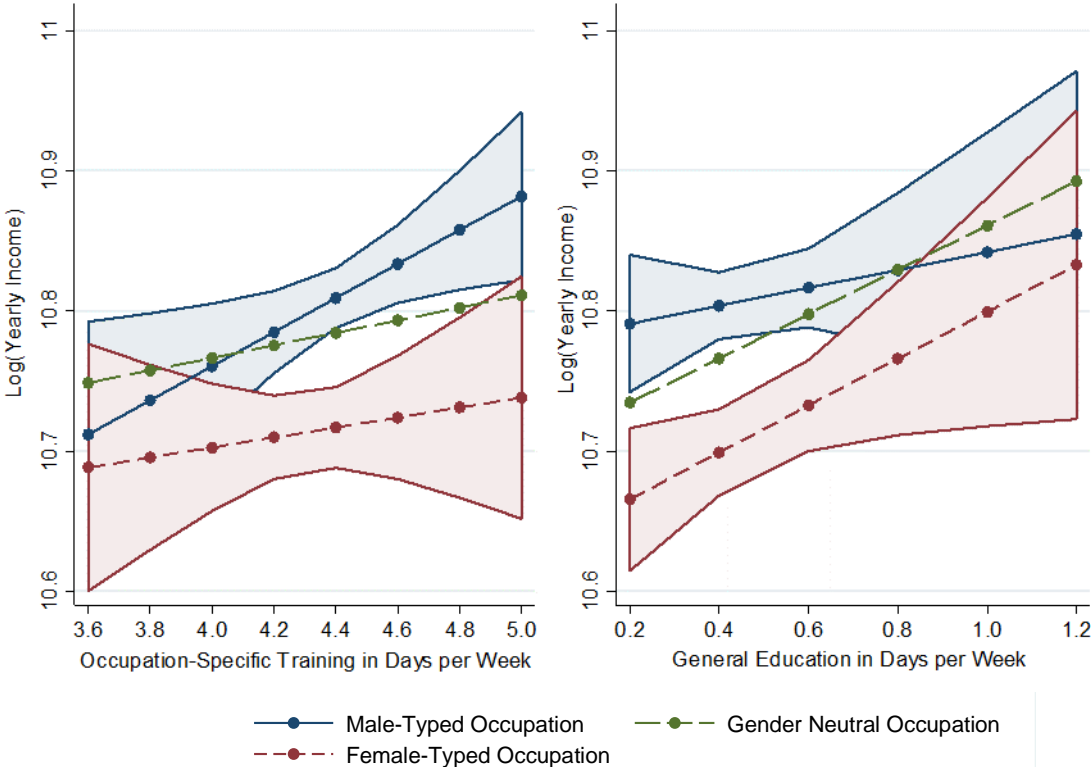 Log(Yearly Income)
11
10.9
10.8
10.7
10.6
3.6 3.8 4.0 4.2 4.4 4.6 4.8 5.0
Occupation-Specific Training in Days per Week
Log(Yearly Income)
11
10.9
10.8
10.7
10.6
0.2 0.4 0.6 0.8 1.0 1.2
General Education in Days per Week
Male-Typed Occupation
Gender Neutral Occupation
Female-Typed Occupation